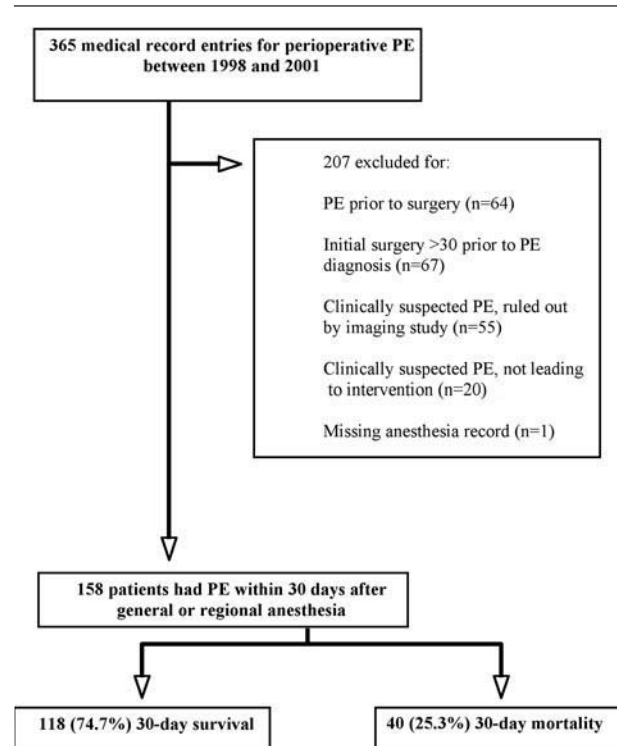 365 medical record entries for perioperative PE
between 1998 and 2001
207 excluded for:
PE prior to surgery (n=64)
Initial surgery >30 prior to PE
diagnosis (n=67)
Clinically suspected PE, ruled out
by imaging study (n=55)
Clinically suspected PE, not leading
to intervention (n=20)
Missing anesthesia record (n=1)
158 patients had PE within 30 days after
general or regional anesthesia
118 (74.7%) 30-day survival
40 (25.3%) 30-day mortality